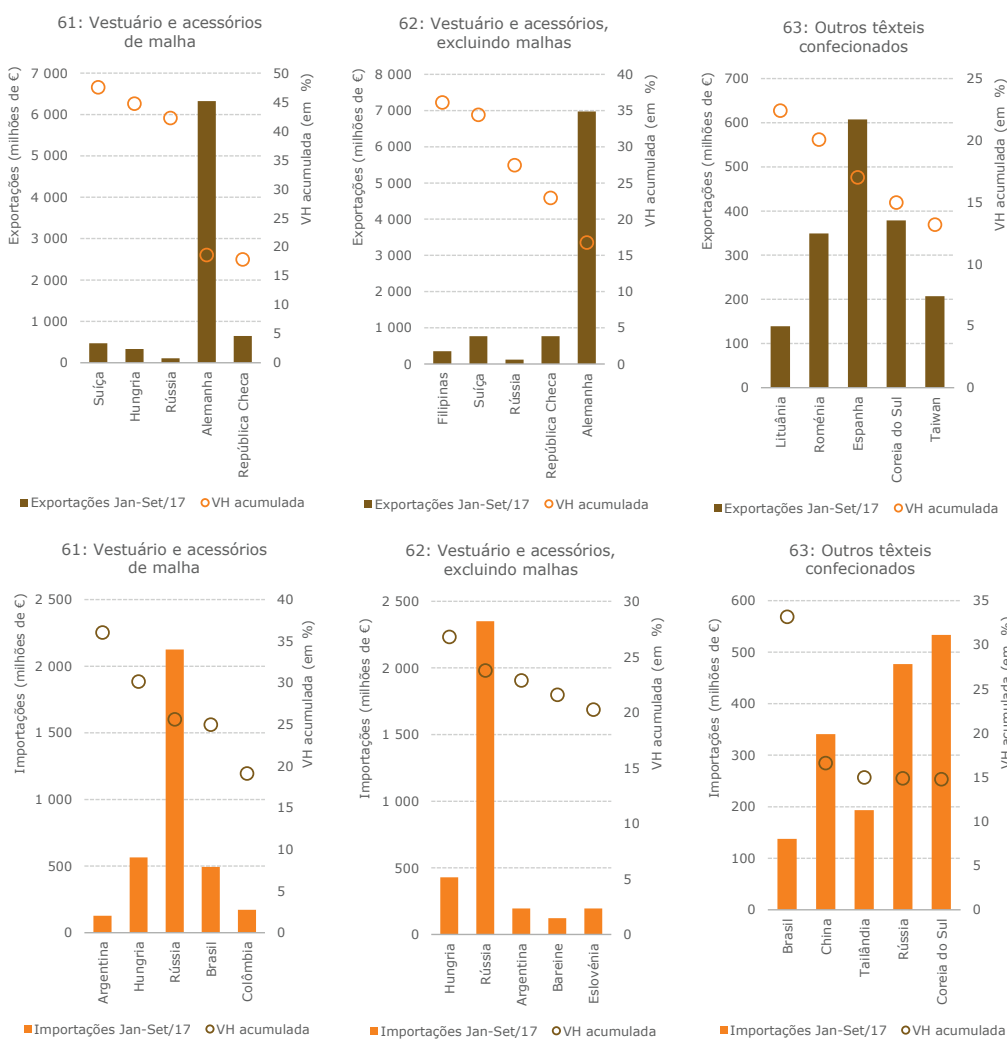 61: Vestuário e acessórios
de malha
Exportações (milhões de €)
7 000
6 000
5 000
4 000
3 000
2 000
1 000
0
50
45
40
35
30
25
20
15
10
5
0
VH acumulada (em %)
Suíça
Hungria
Rússia
Alemanha
República Checa
Exportações Jan-Set/17 VH acumulada
62: Vestuário e acessórios,
excluindo malhas
Exportações (milhões de €)
8 000
7 000
6 000
5 000
4 000
3 000
2 000
1 000
0
40
35
30
25
20
15
10
5
0
VH acumulada (em %)
Filipinas
Suíça
Rússia
República Checa
Alemanha
Exportações Jan-Set/17 VH acumulada
63: Outros têxteis
confecionados
Exportações (milhões de €)
700
600
500
400
300
200
100
0
25
20
15
10
5
0
VH acumulada (em %)
Lituânia
Roménia
Espanha
Coreia do Sul
Taiwan
Exportações Jan-Set/17 VH acumulada
61: Vestuário e acessórios
de malha
Importações (milhões de €)
2 500
2 000
1 500
1 000
500
0
40
35
30
25
20
15
10
5
0
VH acumulada (em %)
Argentina
Hungria
Rússia
Brasil
Colômbia
Importações Jan-Set/17 VH acumulada
62: Vestuário e acessórios,
excluindo malhas
Importações (milhões de €)
2 500
2 000
1 500
1 000
500
0
30
25
20
15
10
5
0
VH acumulada (em %)
Hungria
Rússia
Argentina
Bareine
Eslovénia
Importações Jan-Set/17 VH acumulada
63: Outros têxteis
confecionados
Importações (milhões de €)
600
500
400
300
200
100
0
35
30
25
20
15
10
5
0
VH acumulada (em %)
Brasil
China
Tailândia
Rússia
Coreia do Sul
Importações Jan-Set/17 VH acumulada